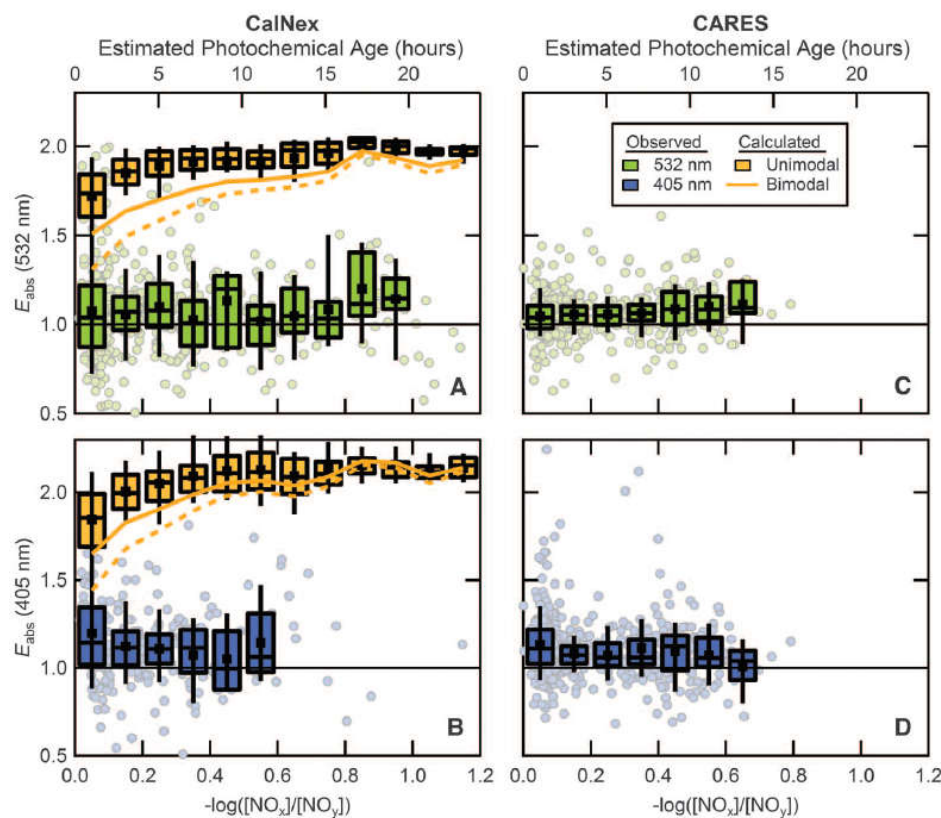 CalNex
Estimated Photochemical Age (hours)
0 5 10 15 20
CARES
Estimated Photochemical Age (hours)
0 5 10 15 20
E_abs (532 nm)
2.0
1.5
1.0
0.5
A
Observed Calculated
532 nm Unimodal
405 nm Bimodal
C
E_abs (405 nm)
2.0
1.5
1.0
0.5
B
D
0.0 0.2 0.4 0.6 0.8 1.0 1.2
-log([NOx]/[NOy])
0.0 0.2 0.4 0.6 0.8 1.0 1.2
-log([NOx]/[NOy])